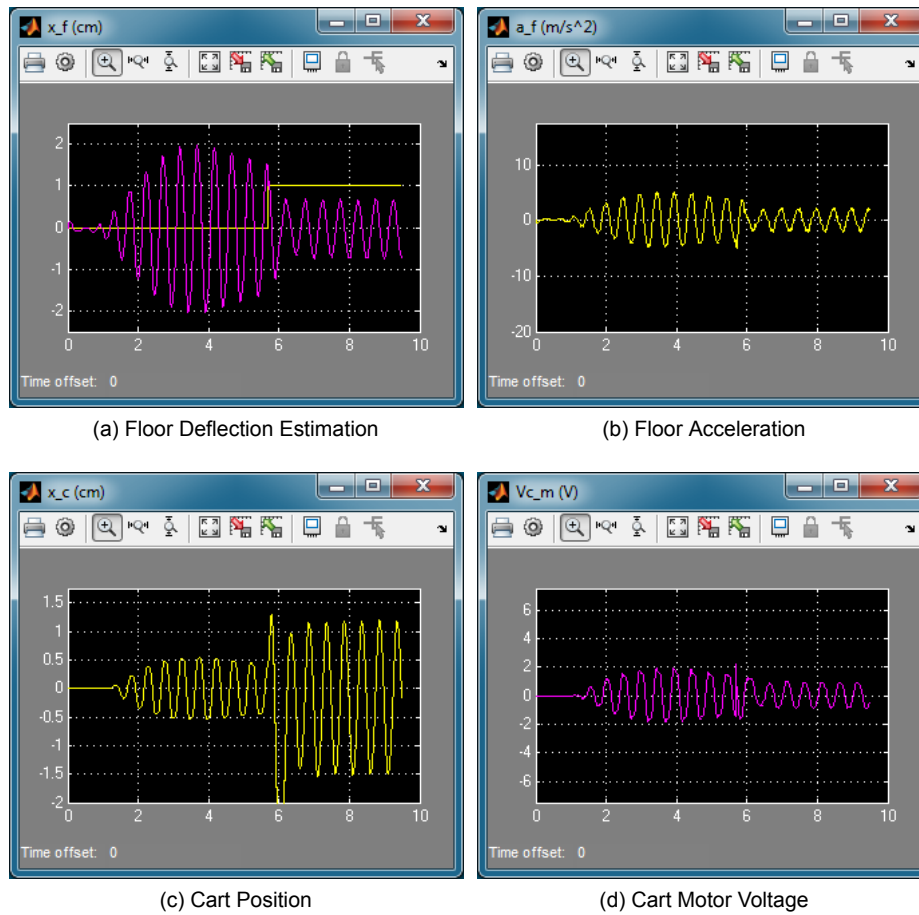 x_f (cm)
2
1
0
-1
-2
0 2 4 6 8 10
Time offset: 0
(a) Floor Deflection Estimation
a_f (m/s^2)
10
0
-10
-20
0 2 4 6 8 10
(b) Floor Acceleration
x_c (cm)
1.5
1
0.5
0
-0.5
-1
-1.5
-2
0 2 4 6 8 10
Time offset: 0
(c) Cart Position
Vc_m (V)
6
4
2
0
-2
-4
-6
0 2 4 6 8 10
Time offset: 0
(d) Cart Motor Voltage